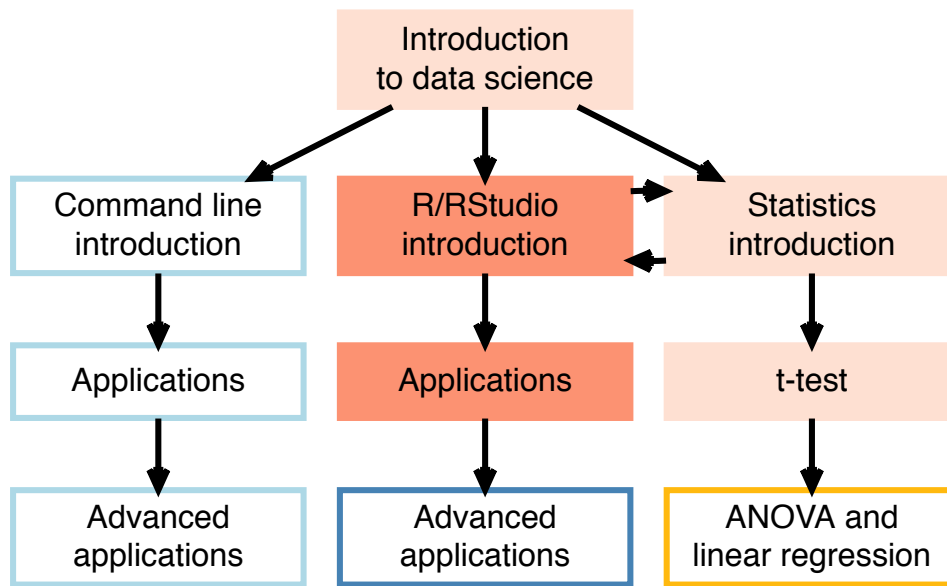 Introduction
to data science
Command line
introduction
R/RStudio
introduction
Statistics
introduction
Applications
Applications
t-test
Advanced
applications
Advanced
applications
ANOVA and
linear regression